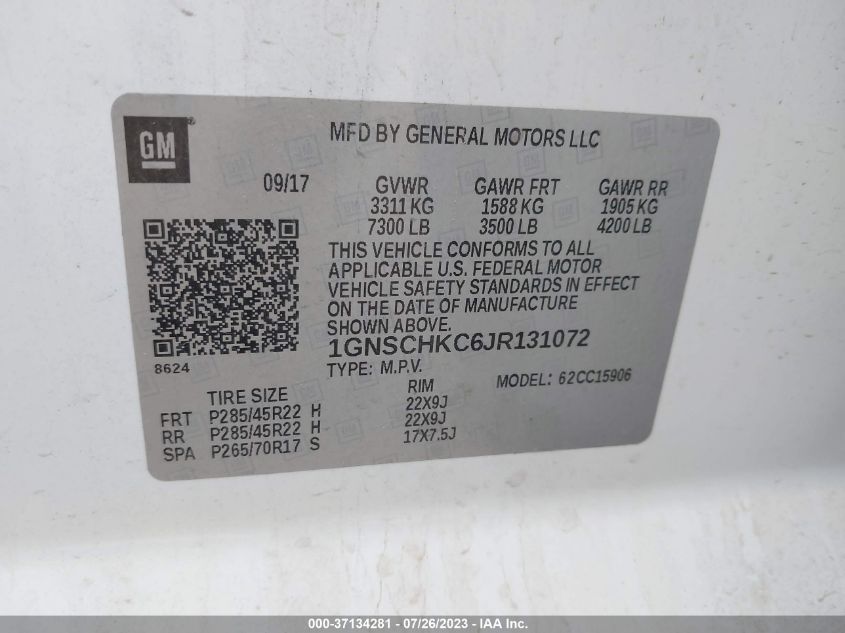 GM ®
MFD BY GENERAL MOTORS LLC
09/17 GVWR GAWR FRT GAWR RR
3311 KG 1588 KG 1905 KG
7300 LB 3500 LB 4200 LB
THIS VEHICLE CONFORMS TO ALL
APPLICABLE U.S. FEDERAL MOTOR
VEHICLE SAFETY STANDARDS IN EFFECT
ON THE DATE OF MANUFACTURE
SHOWN ABOVE.
1GNSCHKC6JR131072
8624
TYPE: M.P.V. MODEL: 62CC15906
TIRE SIZE RIM
FRT P285/45R22 H 22X9J
RR P285/45R22 H 22X9J
SPA P265/70R17 S 17X7.5J
000-37134281 - 07/26/2023 - IAA Inc.